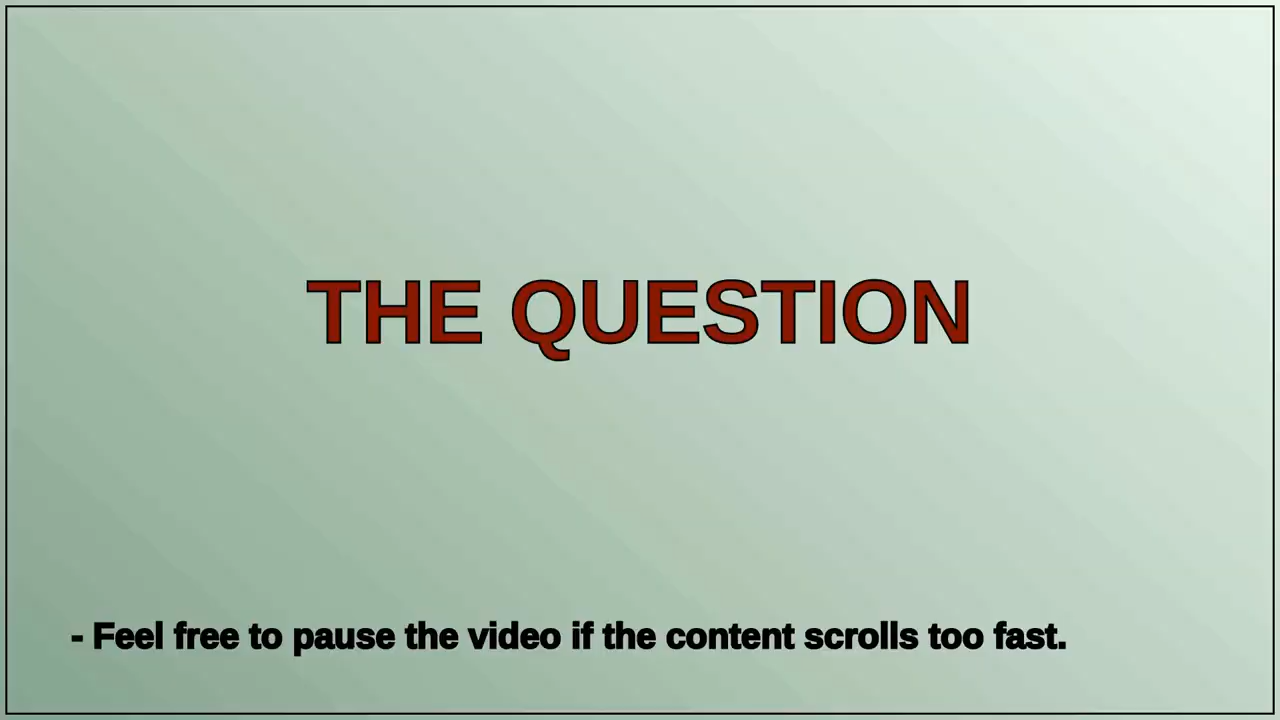 THE QUESTION
- Feel free to pause the video if the content scrolls too fast.